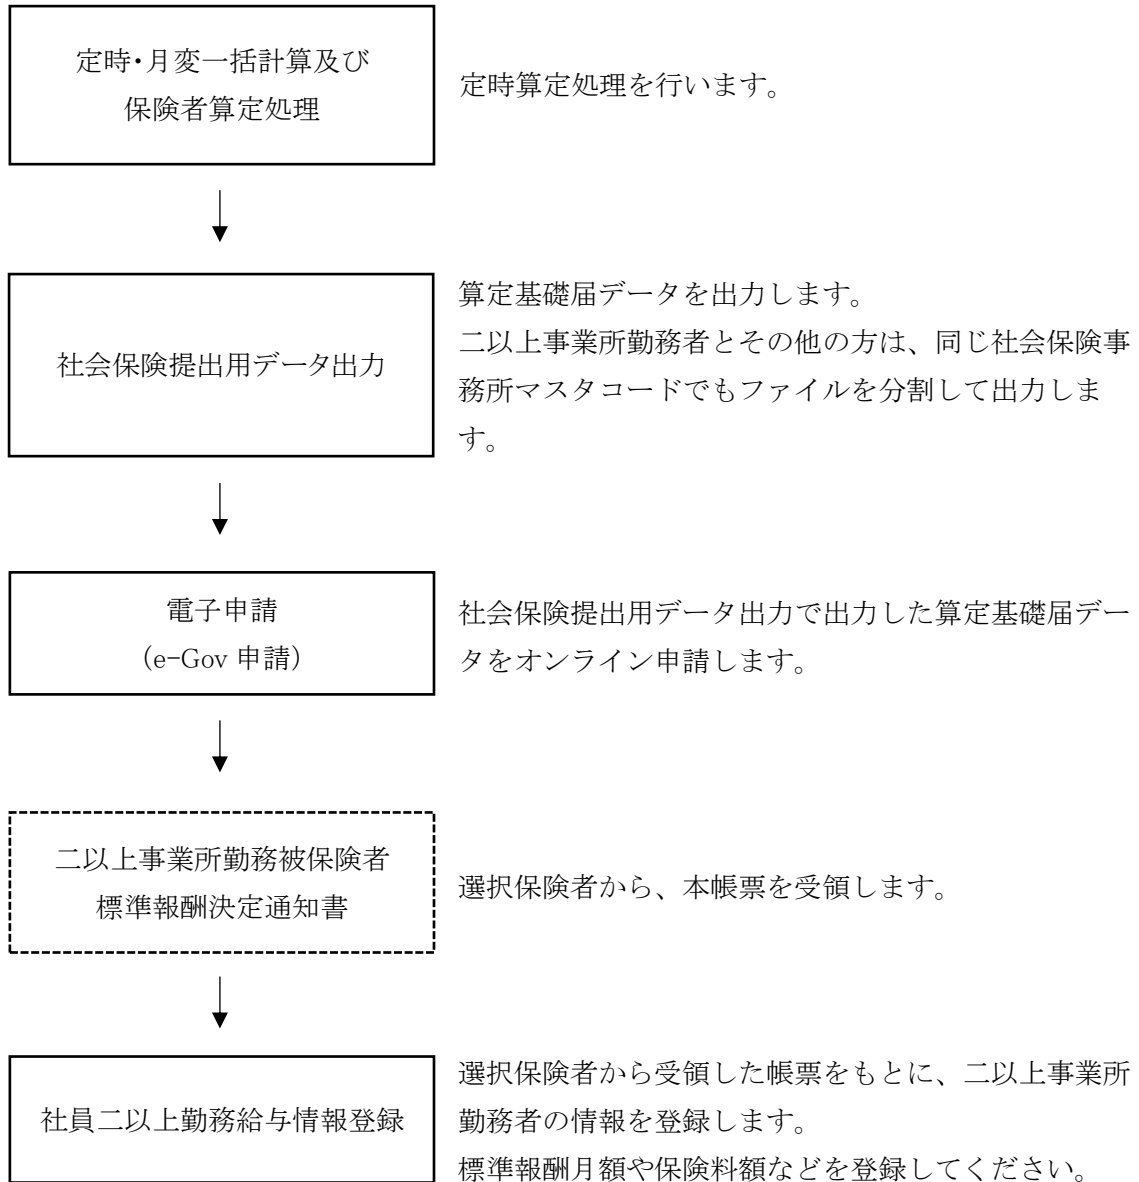 定時・月変一括計算及び
保険者算定処理
定時算定処理を行います。
社会保険提出用データ出力
算定基礎届データを出力します。
二以上事業所勤務者とその他の方は、同じ社会保険事
務所マスタコードでもファイルを分割して出力しま
す。
電子申請
(e-Gov 申請)
社会保険提出用データ出力で出力した算定基礎届デー
タをオンライン申請します。
二以上事業所勤務被保険者
標準報酬決定通知書
選択保険者から、本帳票を受領します。
社員二以上勤務給与情報登録
選択保険者から受領した帳票をもとに、二以上事業所
勤務者の情報を登録します。
標準報酬月額や保険料額などを登録してください。